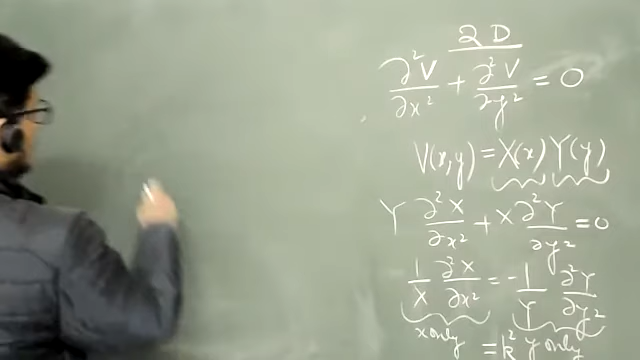 2D
∂²V/∂x² + ∂²V/∂y² = 0
V(x,y) = X(x) Y(y)
Y ∂²X/∂x² + X ∂²Y/∂y² = 0
1/X ∂²X/∂x² = -1/Y ∂²Y/∂y²
x only = k² y only